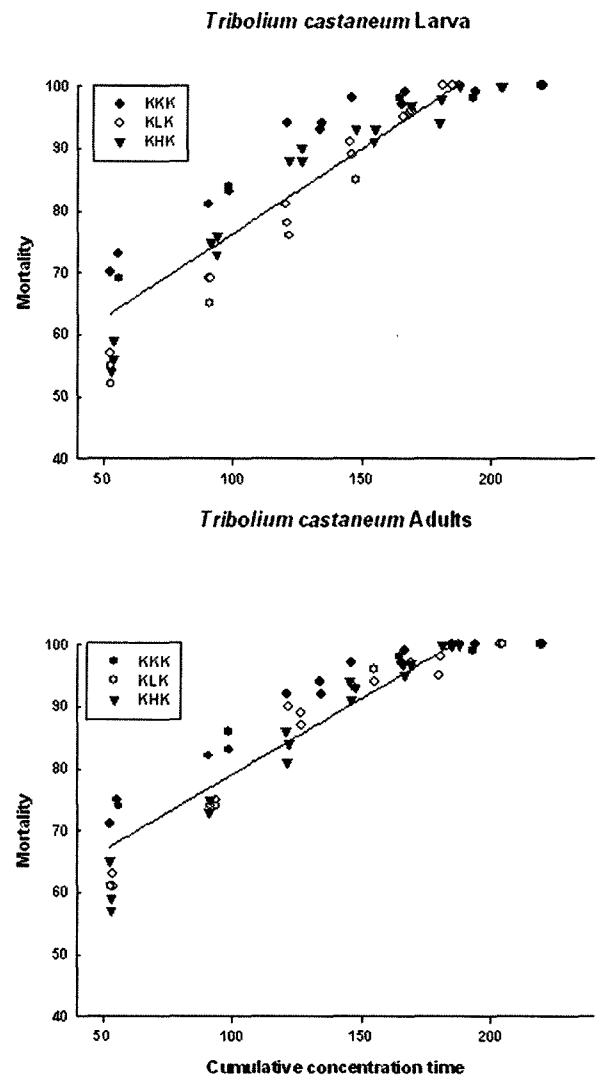 Tribolium castaneum Larva
100
90
80
70
60
50
40
Mortality
KKK
KLK
KHK
50 100 150 200
Tribolium castaneum Adults
100
90
80
70
60
50
40
Mortality
KKK
KLK
KHK
50 100 150 200
Cumulative concentration time